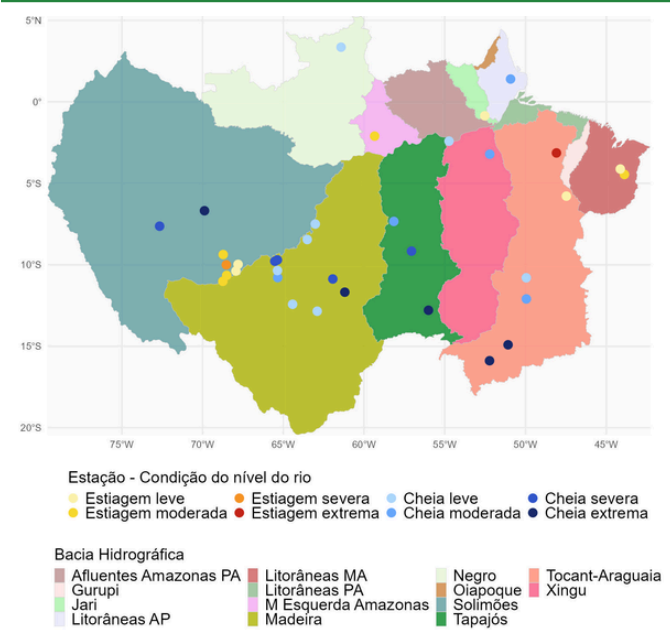 5°N
0°
5°S
10°S
15°S
20°S
75°W 70°W 65°W 60°W 55°W 50°W 45°W
Estação - Condição do nível do rio
Estiagem leve Estiagem severa Cheia leve Cheia severa
Estiagem moderada Estiagem extrema Cheia moderada Cheia extrema
Bacia Hidrográfica
Afluentes Amazonas PA Litorâneas MA Negro Tocant-Araguaia
Gurupi Litorâneas PA Oiapoque Xingu
Jari M Esquerda Amazonas Solimões
Litorâneas AP Madeira Tapajós